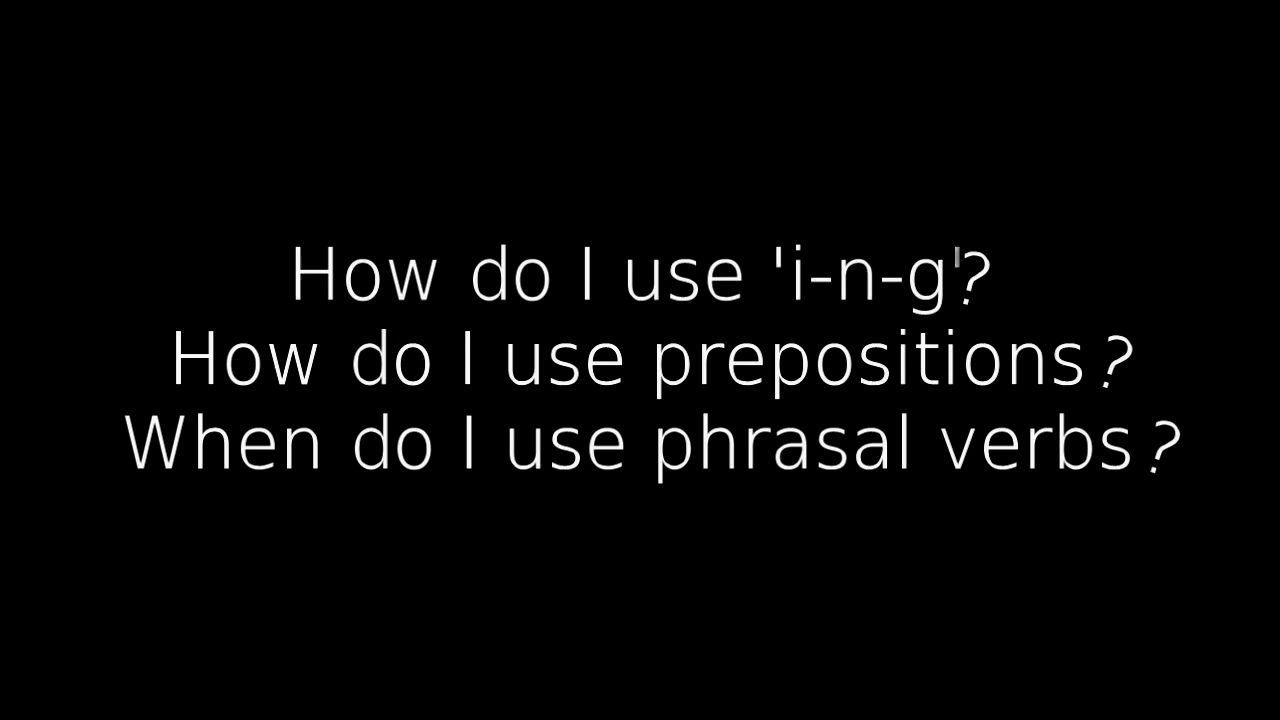 How do I use 'i-n-g'?
How do I use prepositions?
When do I use phrasal verbs?